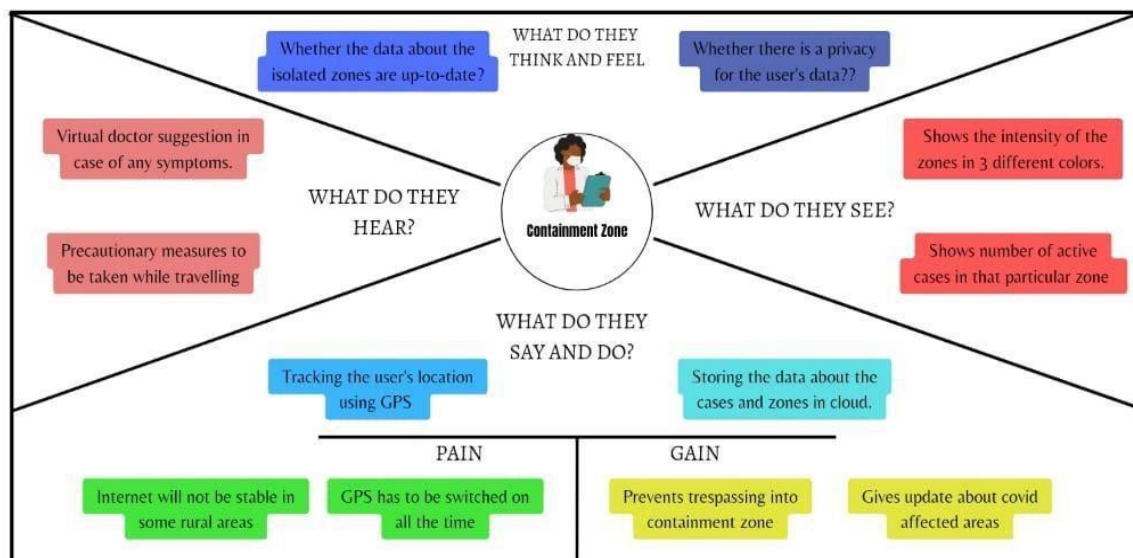 WHAT DO THEY
THINK AND FEEL
Whether the data about the
isolated zones are up-to-date?
Whether there is a privacy
for the user's data??
Virtual doctor suggestion in
case of any symptoms.
Precautionary measures to
be taken while travelling
WHAT DO THEY
HEAR?
Containment Zone
WHAT DO THEY SEE?
Shows the intensity of the
zones in 3 different colors.
Shows number of active
cases in that particular zone
WHAT DO THEY
SAY AND DO?
Tracking the user's location
using GPS
Storing the data about the
cases and zones in cloud.
PAIN
Internet will not be stable in
some rural areas
GPS has to be switched on
all the time
GAIN
Prevents trespassing into
containment zone
Gives update about covid
affected areas